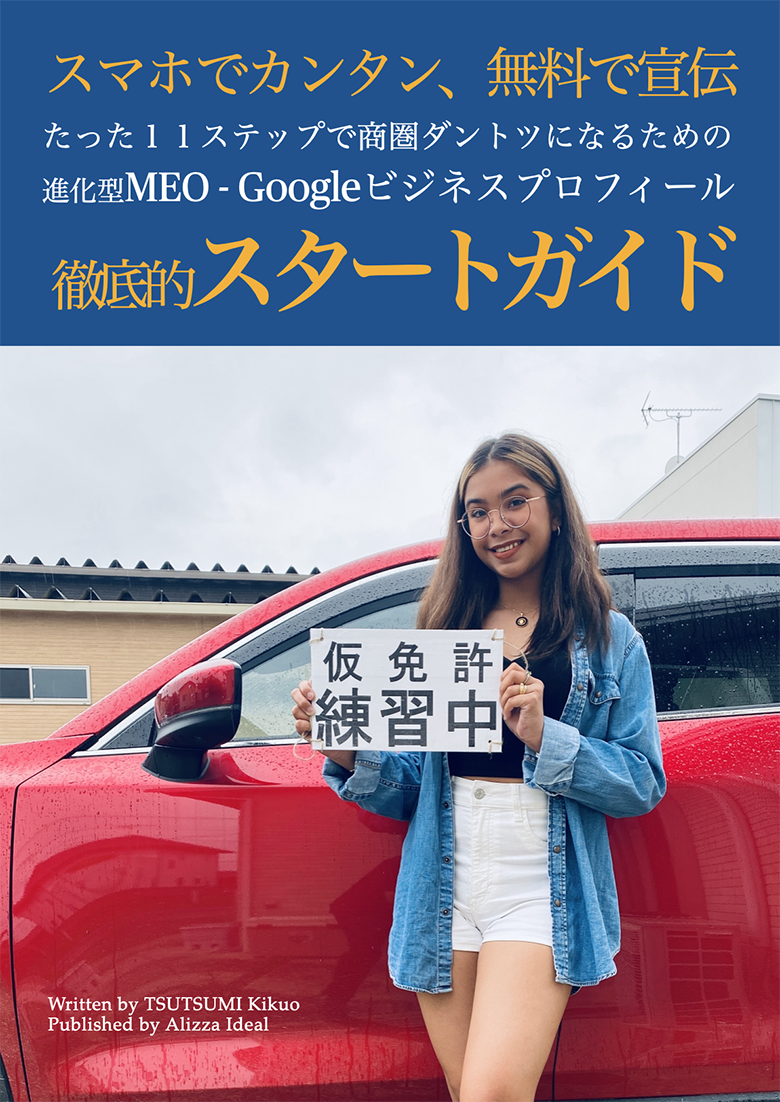 スマホでカンタン、無料で宣伝
たった１１ステップで商圏ダントツになるための
進化型MEO - Googleビジネスプロフィール
徹底的スタートガイド
仮免許
練習中
Written by TSUTSUMI Kikuo
Published by Alizza Ideal